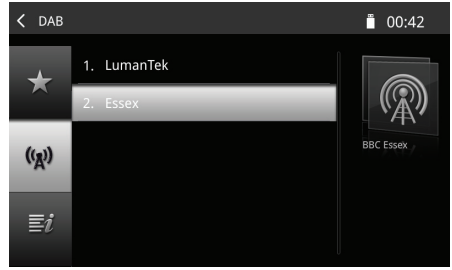 DAB
00:42
1. LumanTek
2. Essex
BBC Essex